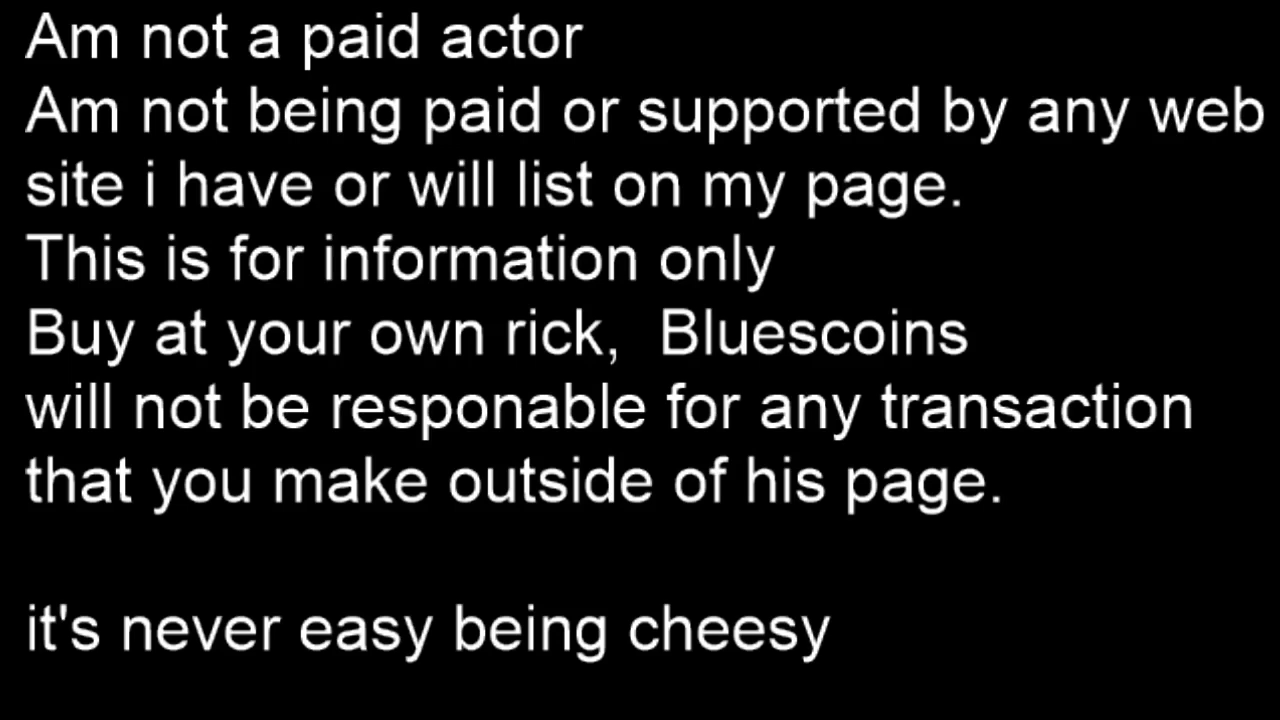 Am not a paid actor
Am not being paid or supported by any web
site i have or will list on my page.
This is for information only
Buy at your own rick,  Bluescoins
will not be responable for any transaction
that you make outside of his page.
it's never easy being cheesy